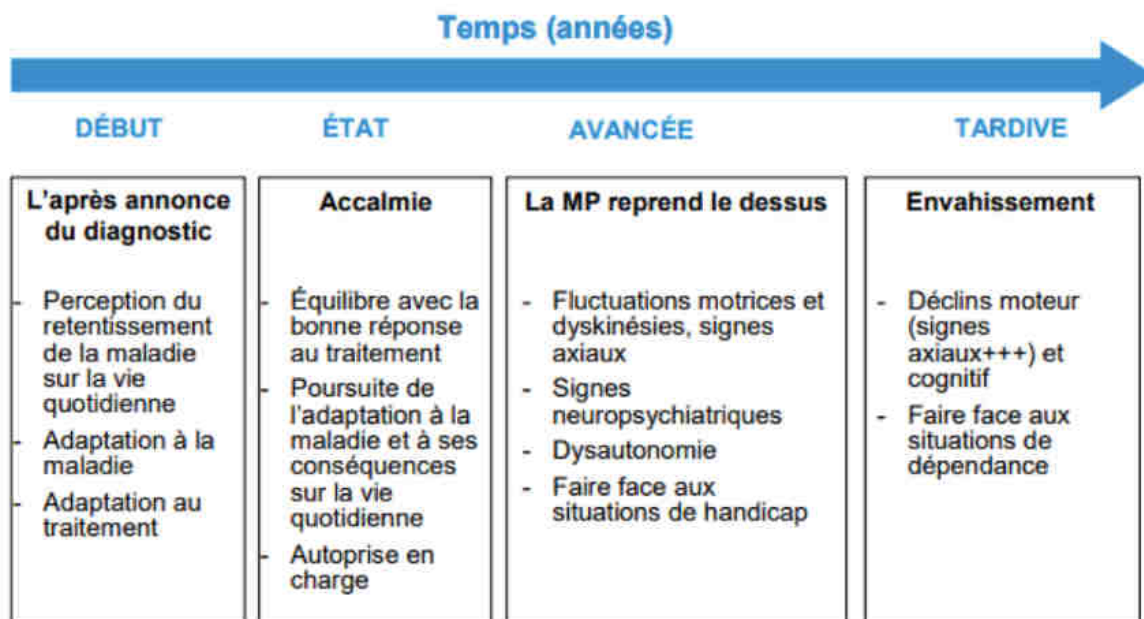 Temps (années)
DÉBUT
ÉTAT
AVANCÉE
TARDIVE
L'après annonce
du diagnostic
- Perception du
retentissement
de la maladie
sur la vie
quotidienne
- Adaptation à la
maladie
- Adaptation au
traitement
Accalmie
- Équilibre avec la
bonne réponse
au traitement
- Poursuite de
l'adaptation à la
maladie et à ses
conséquences
sur la vie
quotidienne
- Autoprise en
charge
La MP reprend le dessus
- Fluctuations motrices et
dyskinésies, signes
axiaux
- Signes
neuropsychiatriques
- Dysautonomie
- Faire face aux
situations de handicap
Envahissement
- Déclins moteur
(signes
axiaux+++) et
cognitif
- Faire face aux
situations de
dépendance